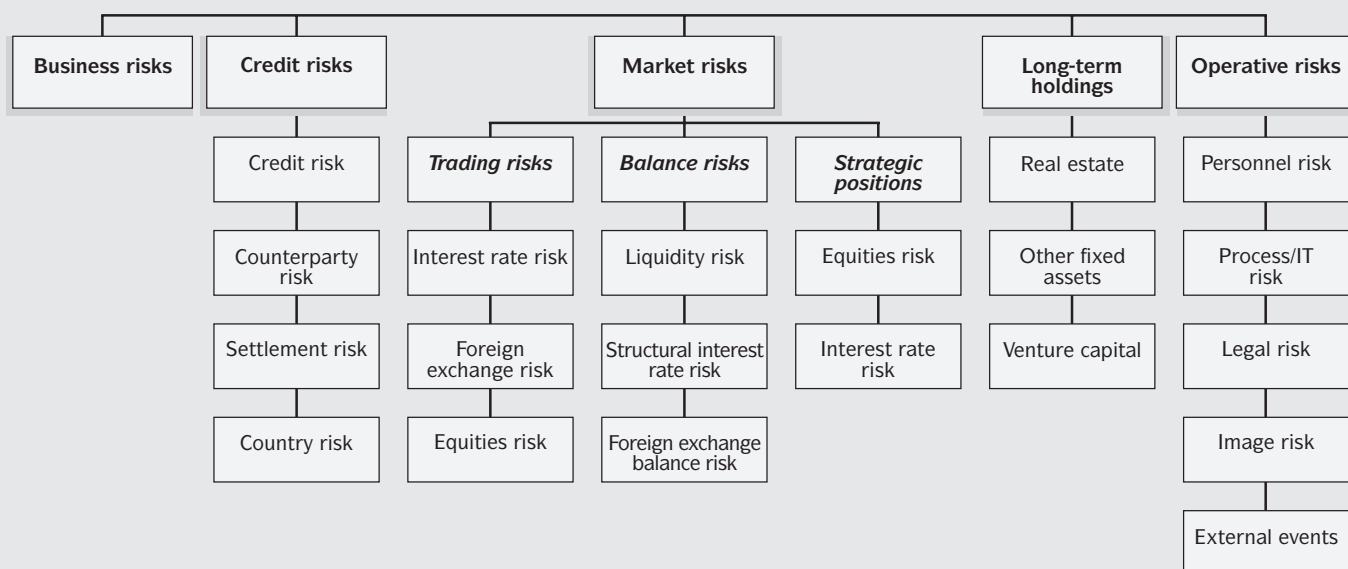 Business risks
Credit risks
Market risks
Long-term
holdings
Operative risks
Credit risk
Trading risks
Balance risks
Strategic
positions
Real estate
Personnel risk
Counterparty
risk
Interest rate risk
Liquidity risk
Equities risk
Other fixed
assets
Process/IT
risk
Settlement risk
Foreign
exchange risk
Structural interest
rate risk
Interest rate
risk
Venture capital
Legal risk
Country risk
Equities risk
Foreign exchange
balance risk
Image risk
External events